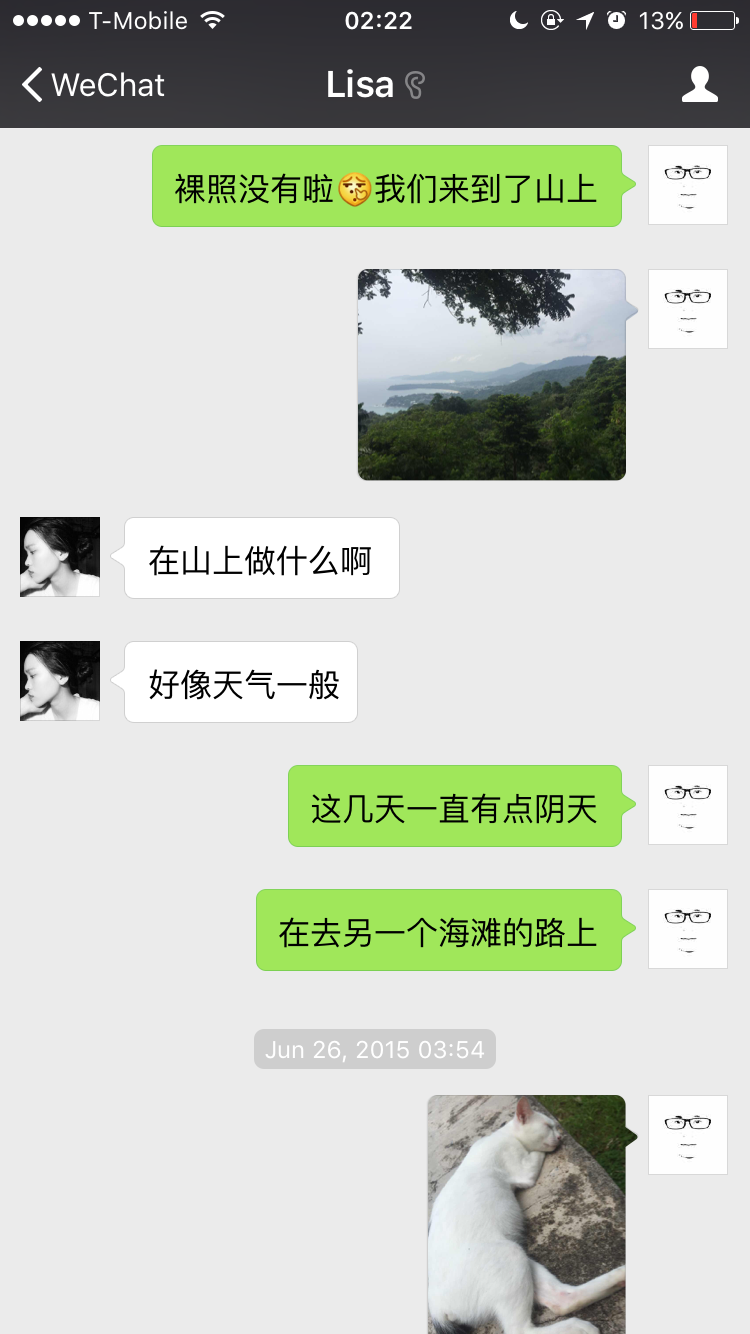 T-Mobile 02:22 13%
WeChat Lisa
裸照没有啦🤫我们来到了山上
在山上做什么啊
好像天气一般
这几天一直有点阴天
在去另一个海滩的路上
Jun 26, 2015 03:54